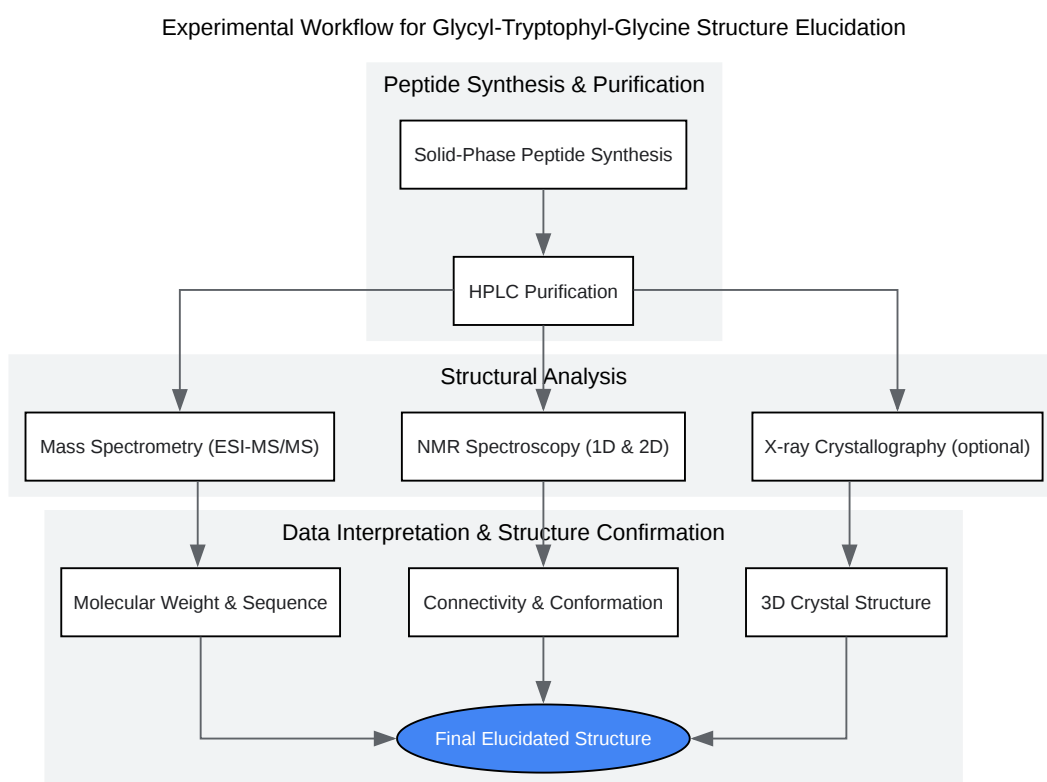 Experimental Workflow for Glycyl-Tryptophyl-Glycine Structure Elucidation
Peptide Synthesis & Purification
Solid-Phase Peptide Synthesis
HPLC Purification
Structural Analysis
Mass Spectrometry (ESI-MS/MS)
NMR Spectroscopy (1D & 2D)
X-ray Crystallography (optional)
Data Interpretation & Structure Confirmation
Molecular Weight & Sequence
Connectivity & Conformation
3D Crystal Structure
Final Elucidated Structure